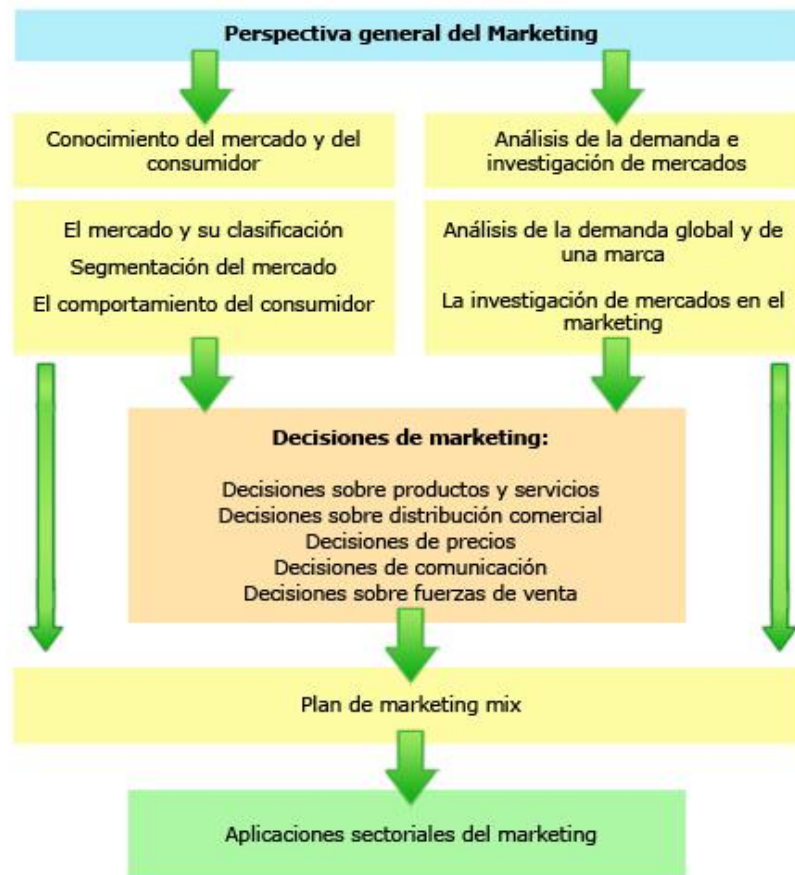 Perspectiva general del Marketing
Conocimiento del mercado y del
consumidor
Análisis de la demanda e
investigación de mercados
El mercado y su clasificación
Segmentación del mercado
El comportamiento del consumidor
Análisis de la demanda global y de
una marca
La investigación de mercados en el
marketing
Decisiones de marketing:
Decisiones sobre productos y servicios
Decisiones sobre distribución comercial
Decisiones de precios
Decisiones de comunicación
Decisiones sobre fuerzas de venta
Plan de marketing mix
Aplicaciones sectoriales del marketing